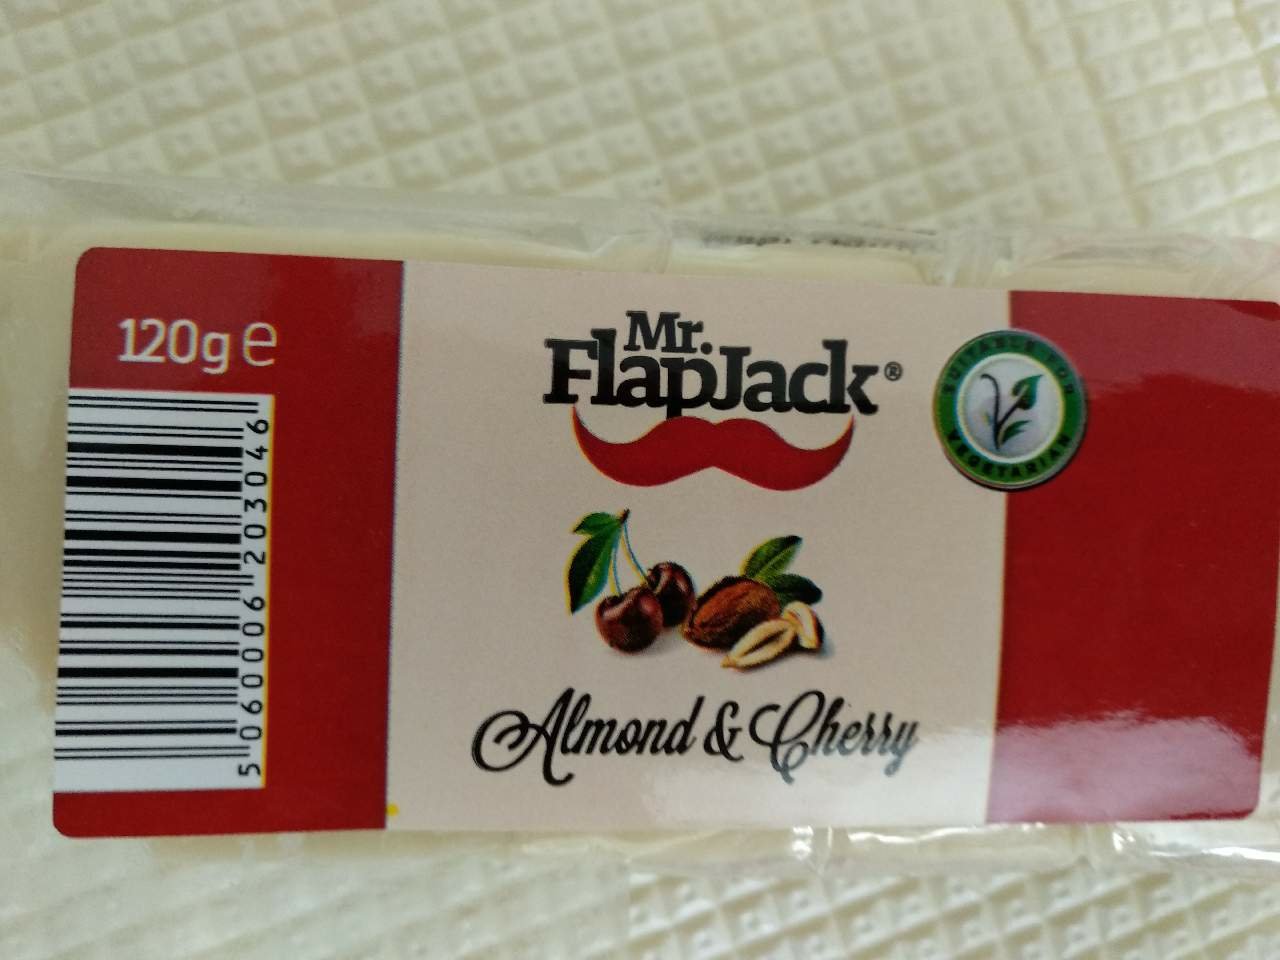 120g e
Mr.
FlapJack®
SUITABLE FOR
VEGETARIAN
Almond & Cherry
5 060006 203046